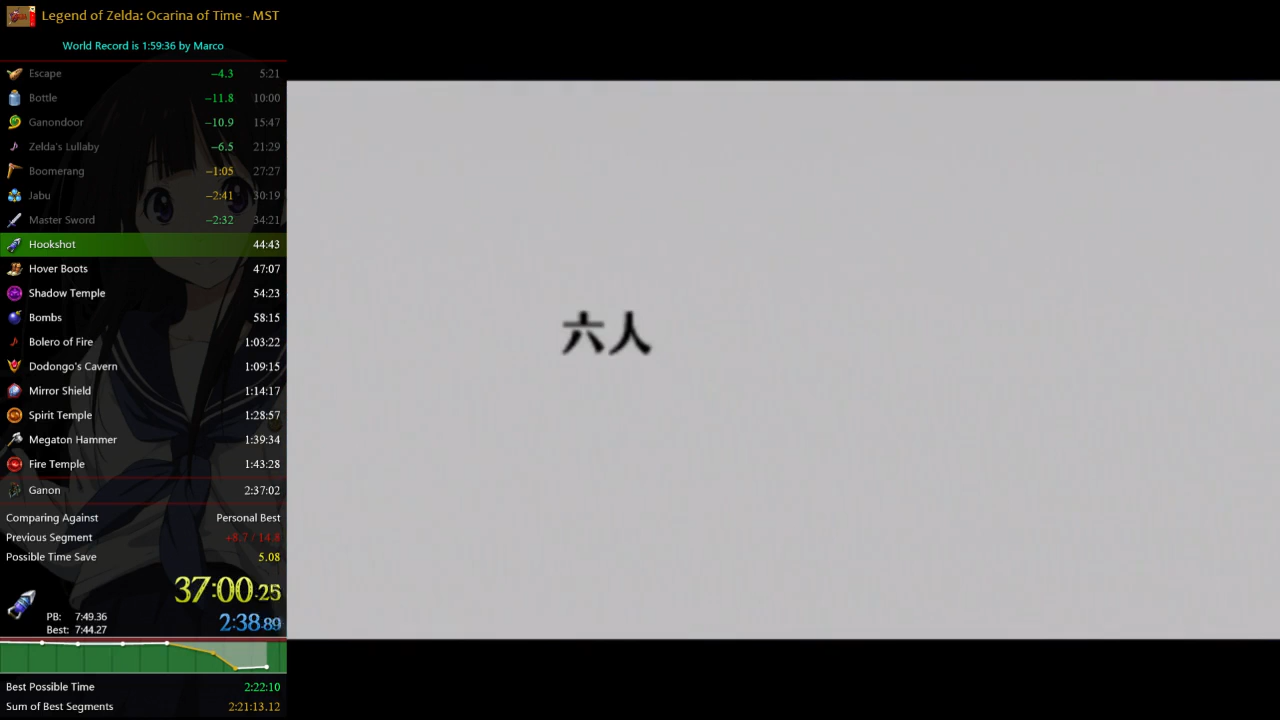 Legend of Zelda: Ocarina of Time - MST
World Record is 1:59:36 by Marco
Escape −4.3 5:21
Bottle −11.8 10:00
Ganondoor −10.9 15:47
Zelda's Lullaby −6.5 21:29
Boomerang −1:05 27:27
Jabu −2:41 30:19
Master Sword −2:32 34:21
Hookshot 44:43
Hover Boots 47:07
Shadow Temple 54:23
Bombs 58:15
Bolero of Fire 1:03:22
Dodongo's Cavern 1:09:15
Mirror Shield 1:14:17
Spirit Temple 1:28:57
Megaton Hammer 1:39:34
Fire Temple 1:43:28
Ganon 2:37:02
Comparing Against Personal Best
Previous Segment +8.7 / 14.8
Possible Time Save 5.08
37:00.25
PB: 7:49.36
Best: 7:44.27
2:38.89
Best Possible Time 2:22:10
Sum of Best Segments 2:21:13.12
六人